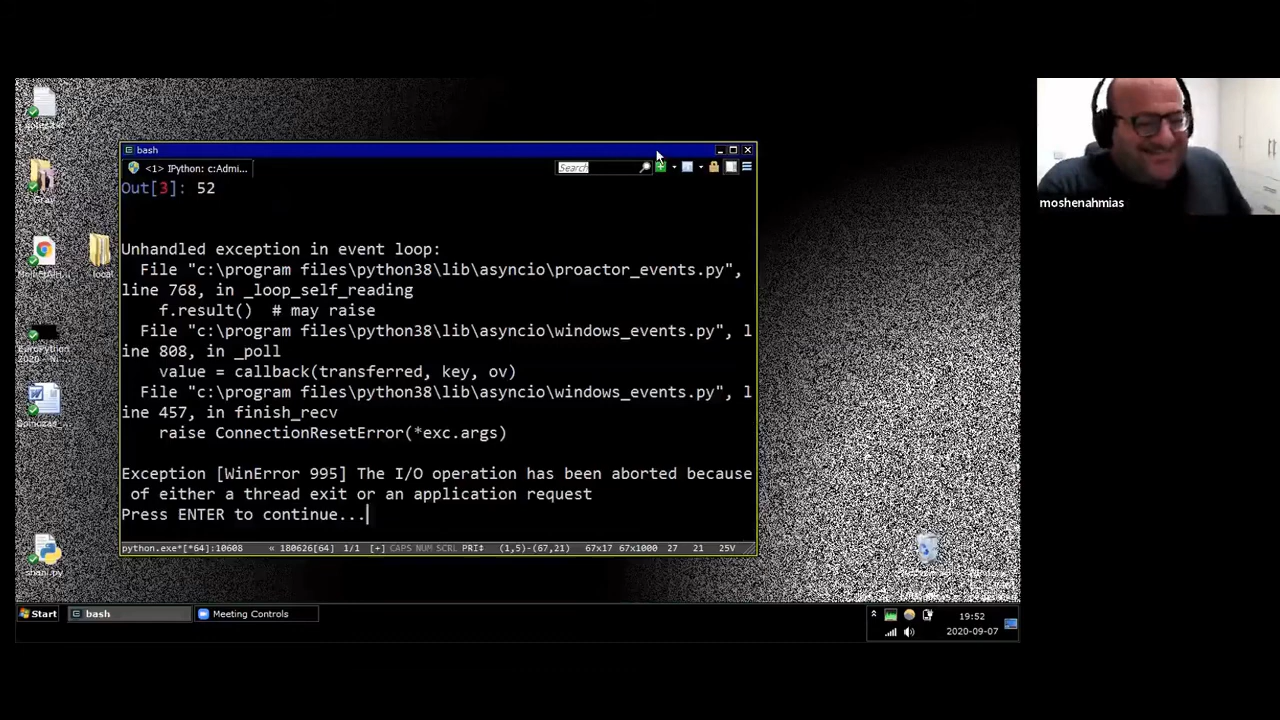 bash
<1> IPython: c:Admi...
Search
Out[3]: 52
Unhandled exception in event loop:
File "c:\program files\python38\lib\asyncio\proactor_events.py",
line 768, in _loop_self_reading
f.result()  # may raise
File "c:\program files\python38\lib\asyncio\windows_events.py", l
ine 808, in _poll
value = callback(transferred, key, ov)
File "c:\program files\python38\lib\asyncio\windows_events.py", l
ine 457, in finish_recv
raise ConnectionResetError(*exc.args)
Exception [WinError 995] The I/O operation has been aborted because
of either a thread exit or an application request
Press ENTER to continue...
python.exe*[*64]:10608 « 180626[64] 1/1 [+] CAPS NUM SCRL PRI‡ (1,5)-(67,21) 67x17 67x1000 27 21 25V
moshenahmias
local
Start
bash
Meeting Controls
19:52
2020-09-07